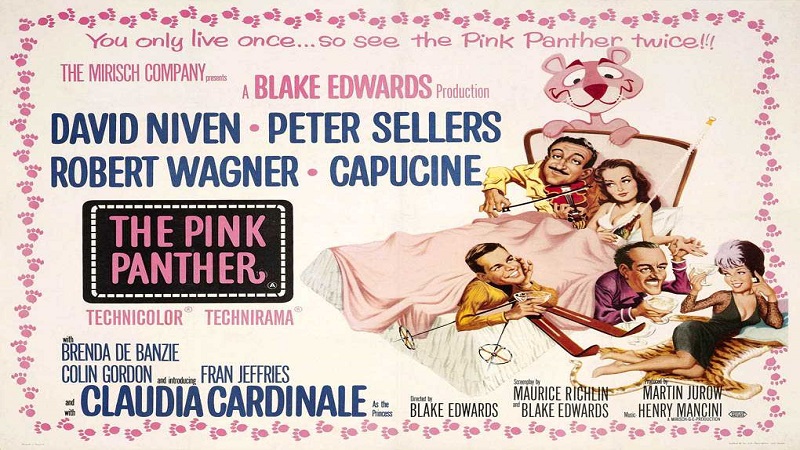 You only live once...so see the Pink Panther twice!!!
THE MIRISCH COMPANY presents
A BLAKE EDWARDS Production
DAVID NIVEN • PETER SELLERS
ROBERT WAGNER • CAPUCINE
THE PINK
PANTHER
A
TECHNICOLOR® TECHNIRAMA®
with
BRENDA DE BANZIE
COLIN GORDON and introducing FRAN JEFFRIES
and with CLAUDIA CARDINALE As the Princess
Directed by
BLAKE EDWARDS
Screenplay by
MAURICE RICHLIN
and BLAKE EDWARDS
Produced by
MARTIN JUROW
Music HENRY MANCINI